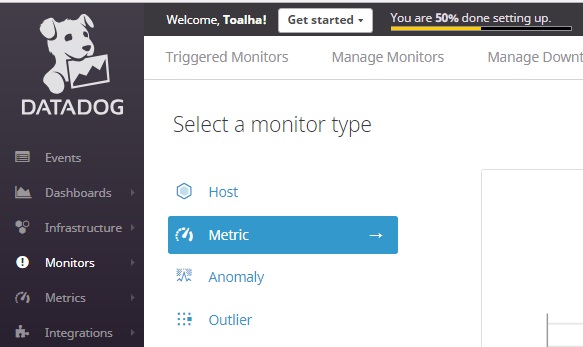 Welcome, Toalha! Get started
You are 50% done setting up.
DATADOG
Events
Dashboards
Infrastructure
Monitors
Metrics
Integrations
Triggered Monitors Manage Monitors Manage Downt
Select a monitor type
Host
Metric →
Anomaly
Outlier